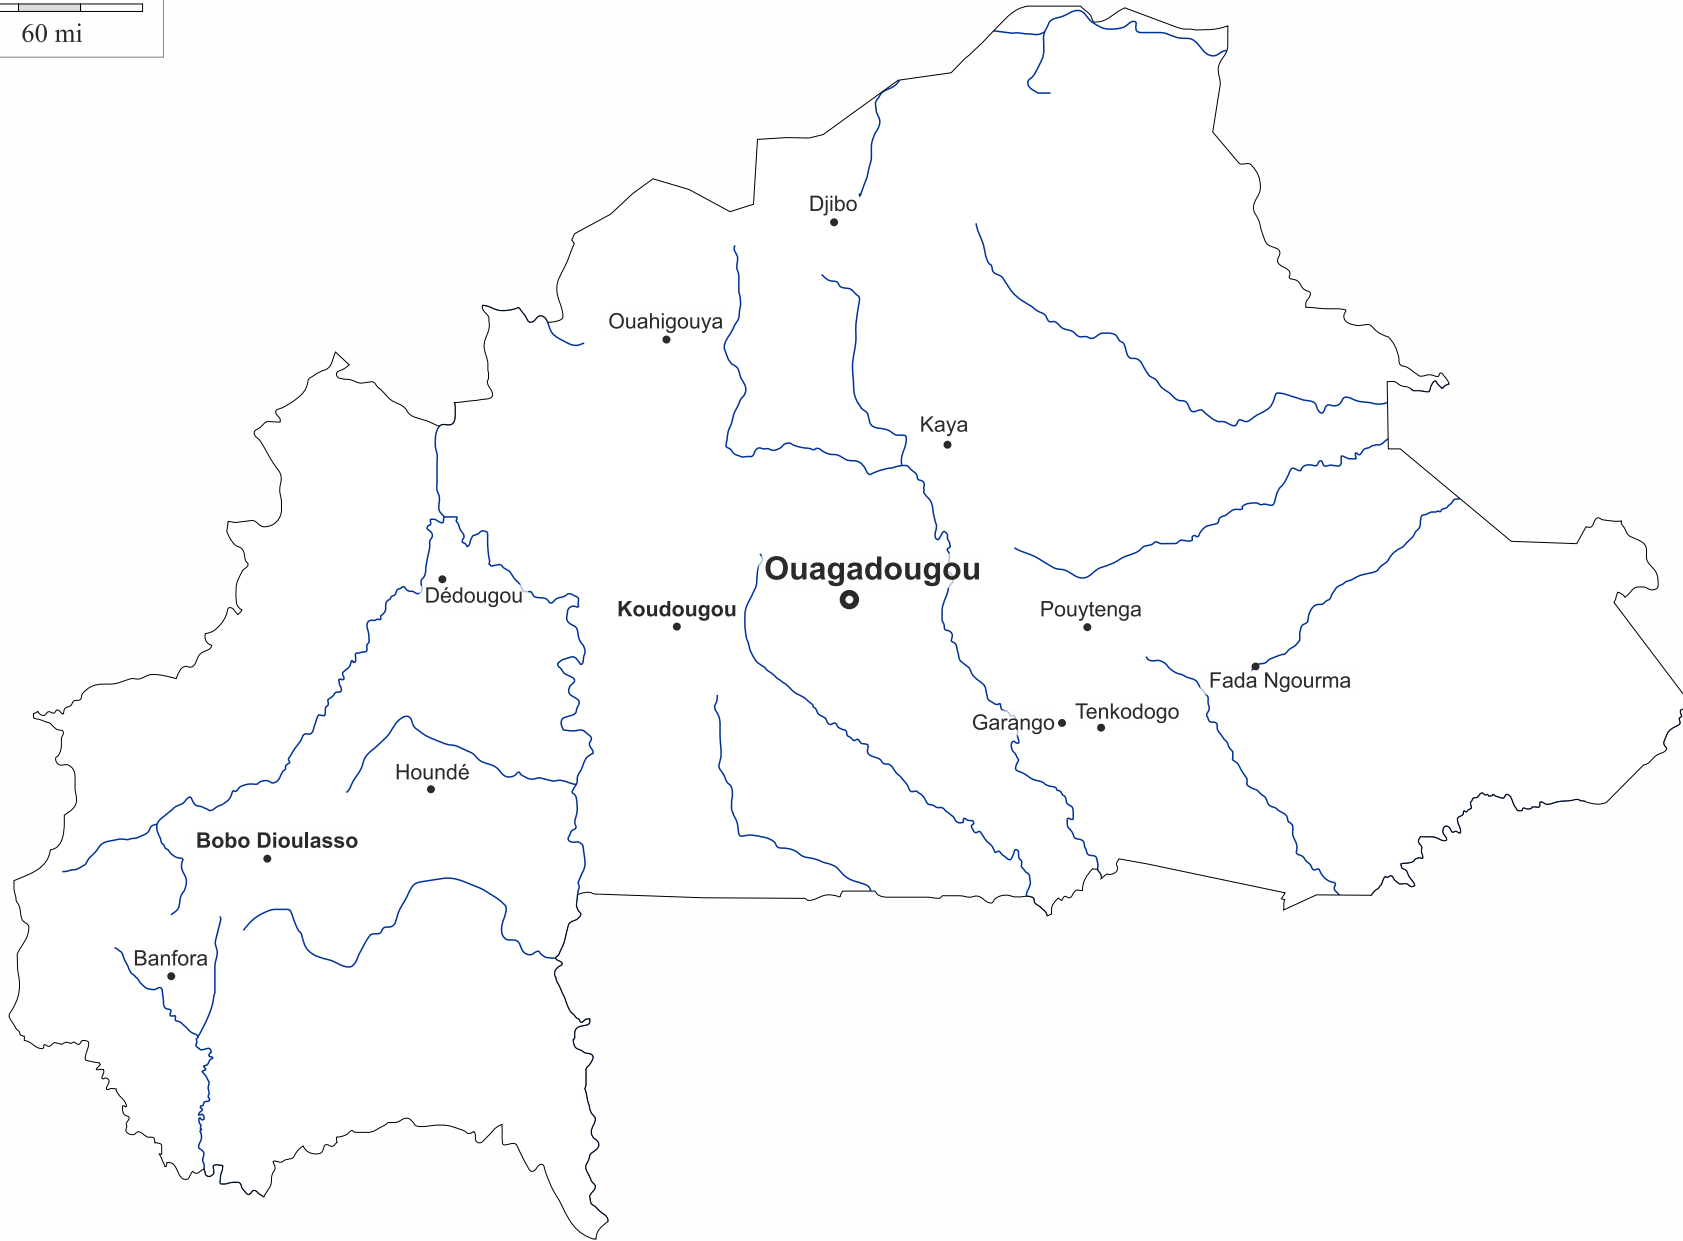 60 mi
Djibo
Ouahigouya
Kaya
Ouagadougou
Dédougou
Koudougou
Pouytenga
Fada Ngourma
Garango
Tenkodogo
Houndé
Bobo Dioulasso
Banfora